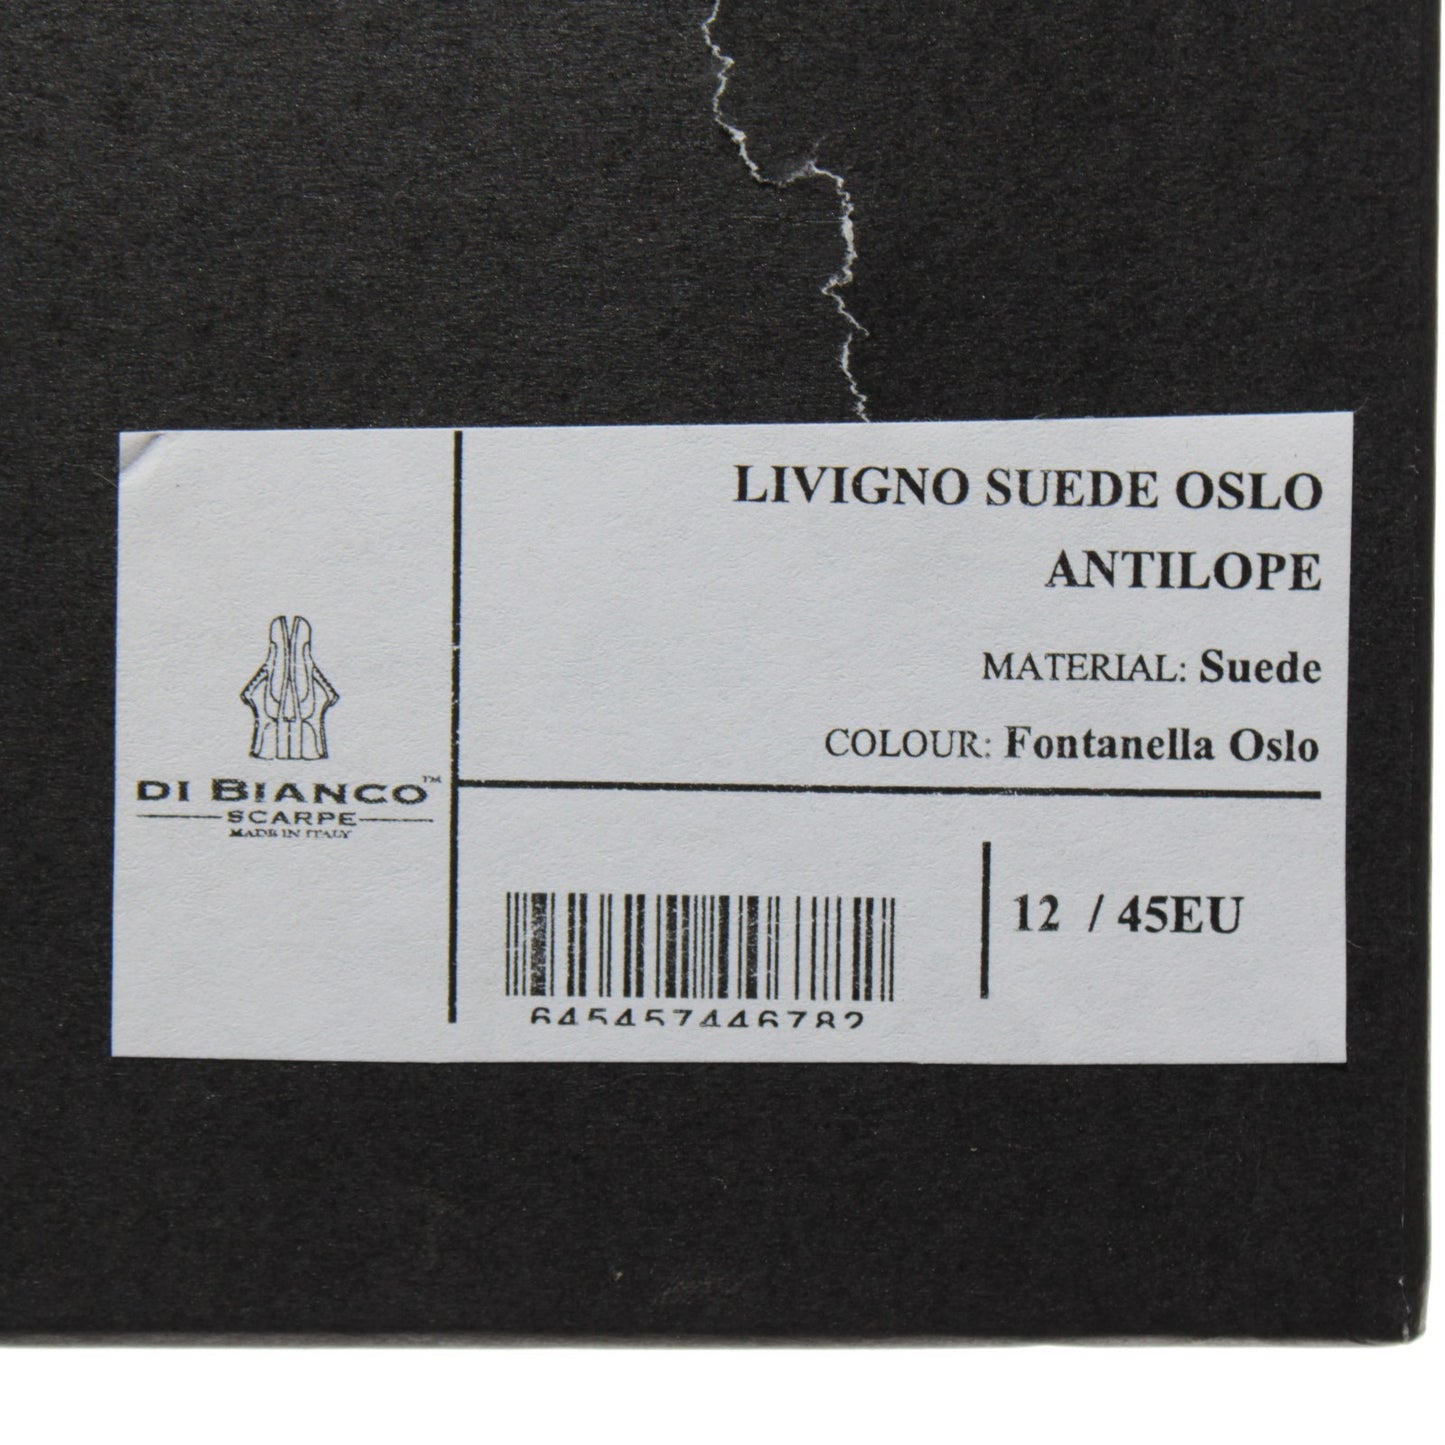 LIVIGNO SUEDE OSLO
ANTILOPE
MATERIAL: Suede
COLOUR: Fontanella Oslo
DI BIANCO™
SCARPE
MADE IN ITALY
12 / 45EU
645457446782